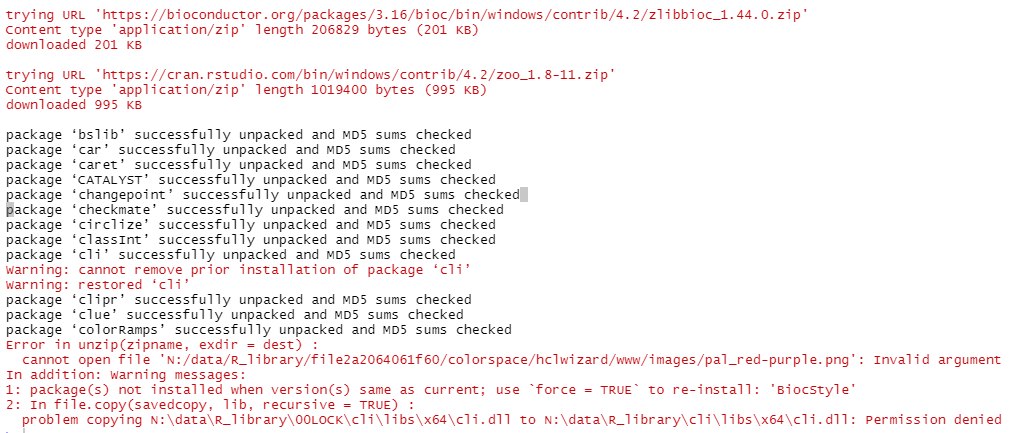 trying URL 'https://bioconductor.org/packages/3.16/bioc/bin/windows/contrib/4.2/zlibbioc_1.44.0.zip'
Content type 'application/zip' length 206829 bytes (201 KB)
downloaded 201 KB

trying URL 'https://cran.rstudio.com/bin/windows/contrib/4.2/zoo_1.8-11.zip'
Content type 'application/zip' length 1019400 bytes (995 KB)
downloaded 995 KB

package ‘bslib’ successfully unpacked and MD5 sums checked
package ‘car’ successfully unpacked and MD5 sums checked
package ‘caret’ successfully unpacked and MD5 sums checked
package ‘CATALYST’ successfully unpacked and MD5 sums checked
package ‘changepoint’ successfully unpacked and MD5 sums checked
package ‘checkmate’ successfully unpacked and MD5 sums checked
package ‘circlize’ successfully unpacked and MD5 sums checked
package ‘classInt’ successfully unpacked and MD5 sums checked
package ‘cli’ successfully unpacked and MD5 sums checked
Warning: cannot remove prior installation of package ‘cli’
Warning: restored ‘cli’
package ‘clipr’ successfully unpacked and MD5 sums checked
package ‘clue’ successfully unpacked and MD5 sums checked
package ‘colorRamps’ successfully unpacked and MD5 sums checked
Error in unzip(zipname, exdir = dest) :
  cannot open file 'N:/data/R_library/file2a2064061f60/colorspace/hclwizard/www/images/pal_red-purple.png': Invalid argument
In addition: Warning messages:
1: package(s) not installed when version(s) same as current; use `force = TRUE` to re-install: 'BiocStyle'
2: In file.copy(savedcopy, lib, recursive = TRUE) :
  problem copying N:\data\R_library\00LOCK\cli\libs\x64\cli.dll to N:\data\R_library\cli\libs\x64\cli.dll: Permission denied